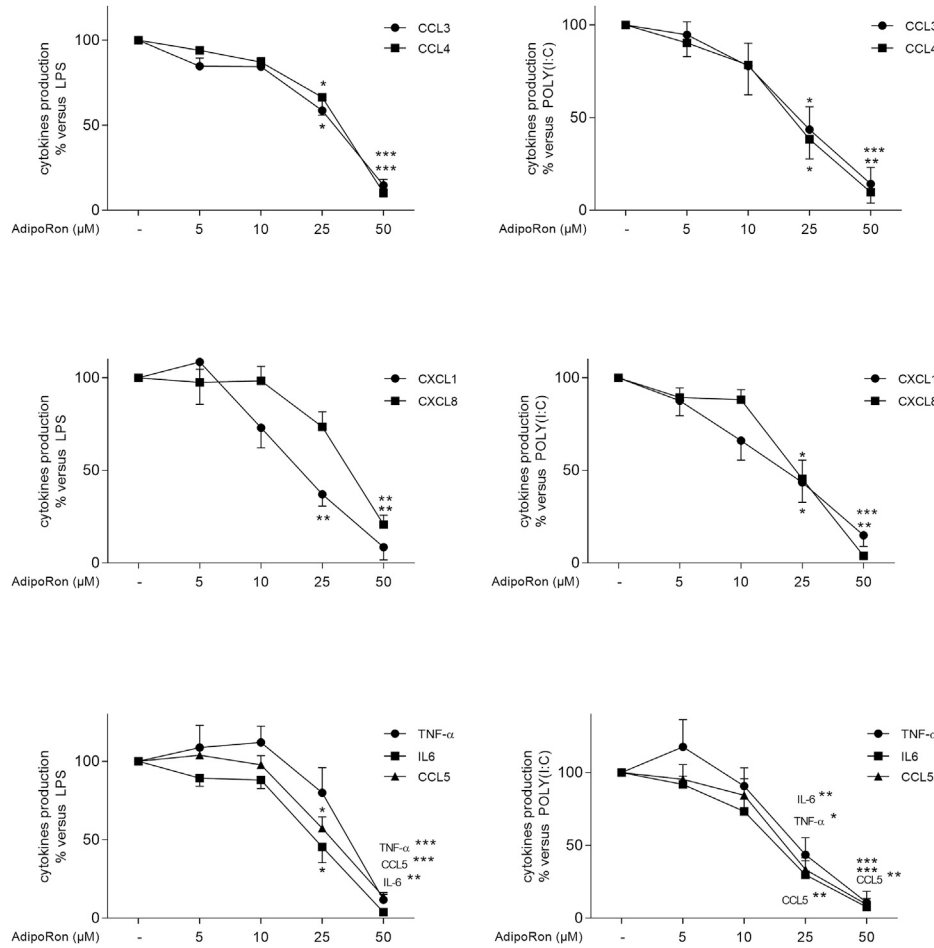 cytokines production
% versus LPS
100
50
0
CCL3
CCL4
*
*
***
***
AdipoRon (µM)
- 5 10 25 50
cytokines production
% versus POLY(I:C)
100
50
0
CCL3
CCL4
*
*
***
**
AdipoRon (µM)
- 5 10 25 50
cytokines production
% versus LPS
100
50
0
CXCL1
CXCL8
**
**
**
AdipoRon (µM)
- 5 10 25 50
cytokines production
% versus POLY(I:C)
100
50
0
CXCL1
CXCL8
*
*
***
**
AdipoRon (µM)
- 5 10 25 50
cytokines production
% versus LPS
100
50
0
TNF-α
IL6
CCL5
*
*
TNF-α ***
CCL5 ***
IL-6 **
AdipoRon (µM)
- 5 10 25 50
cytokines production
% versus POLY(I:C)
100
50
0
TNF-α
IL6
CCL5
IL-6 **
TNF-α *
CCL5 **
***
***
CCL5 **
AdipoRon (µM)
- 5 10 25 50